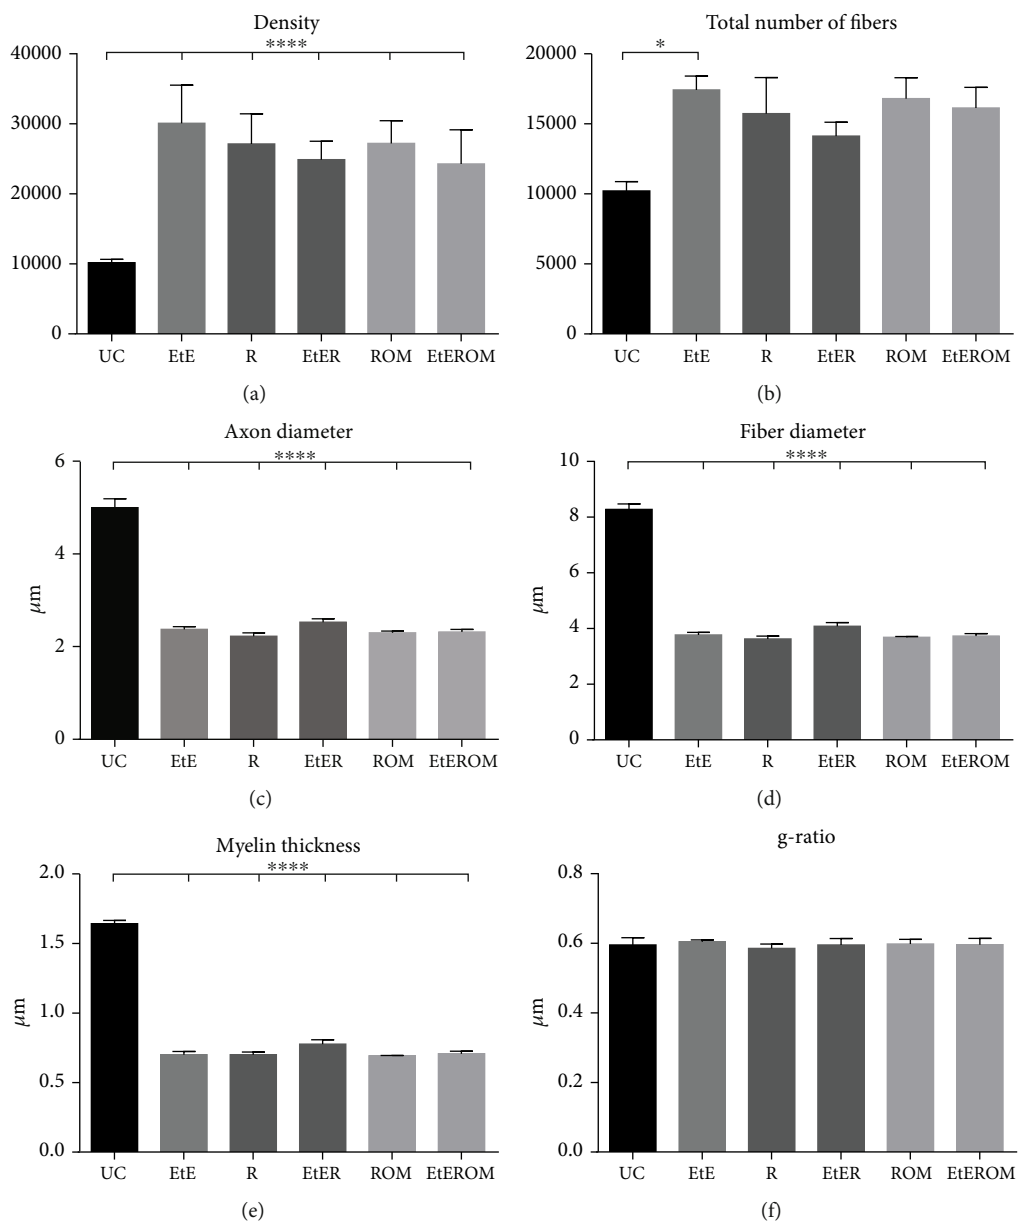 Density
****
40000
30000
20000
10000
0
UC EtE R EtER ROM EtEROM
(a)
Total number of fibers
*
20000
15000
10000
5000
0
UC EtE R EtER ROM EtEROM
(b)
Axon diameter
****
6
4
2
0
μm
UC EtE R EtER ROM EtEROM
(c)
Fiber diameter
****
10
8
6
4
2
0
μm
UC EtE R EtER ROM EtEROM
(d)
Myelin thickness
****
2.0
1.5
1.0
0.5
0.0
μm
UC EtE R EtER ROM EtEROM
(e)
g-ratio
0.8
0.6
0.4
0.2
0.0
μm
UC EtE R EtER ROM EtEROM
(f)